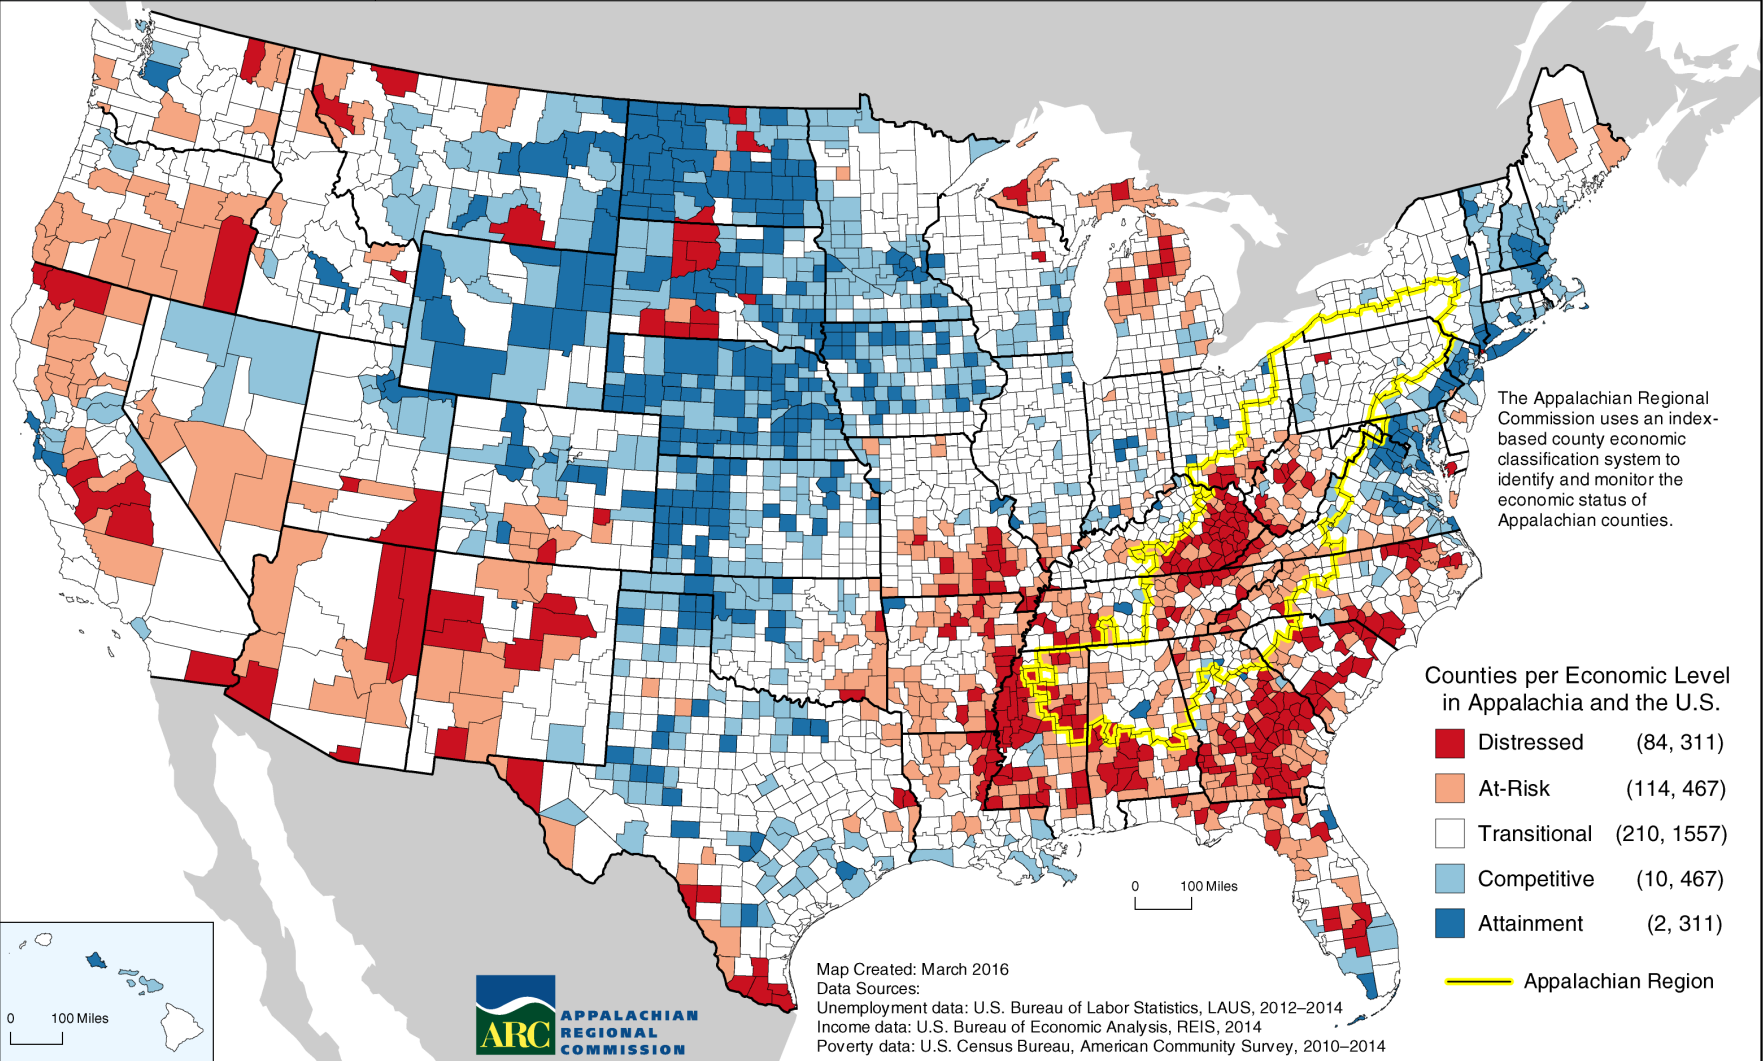 The Appalachian Regional
Commission uses an index-
based county economic
classification system to
identify and monitor the
economic status of
Appalachian counties.
Counties per Economic Level
in Appalachia and the U.S.
Distressed (84, 311)
At-Risk (114, 467)
Transitional (210, 1557)
Competitive (10, 467)
Attainment (2, 311)
Appalachian Region
0 100 Miles
0 100 Miles
ARC
APPALACHIAN
REGIONAL
COMMISSION
Map Created: March 2016
Data Sources:
Unemployment data: U.S. Bureau of Labor Statistics, LAUS, 2012–2014
Income data: U.S. Bureau of Economic Analysis, REIS, 2014
Poverty data: U.S. Census Bureau, American Community Survey, 2010–2014